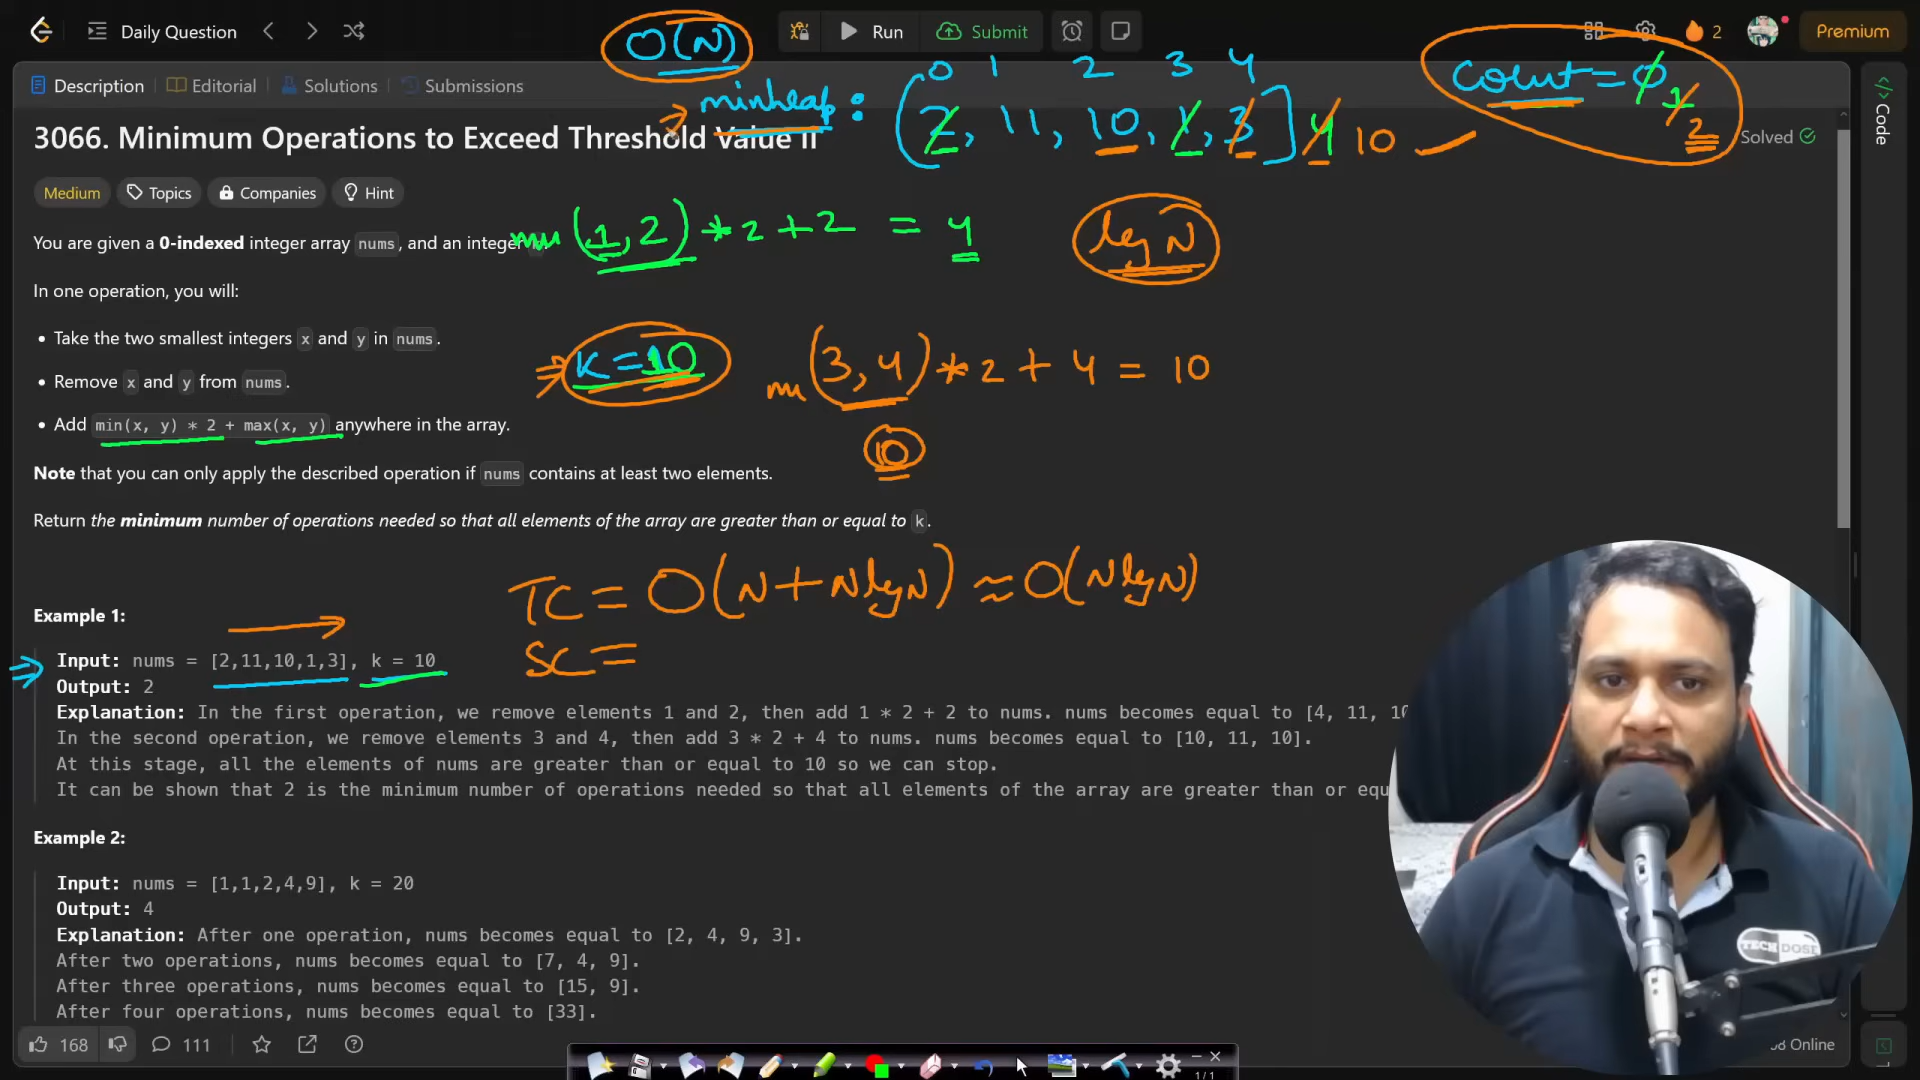 Daily Question
Run
Submit
2
Premium
O(N)
Description
Editorial
Solutions
Submissions
0 1 2 3 4
minheap : [2, 11, 10, 1, 3] 4 10
count = 0 1 2
3066. Minimum Operations to Exceed Threshold Value II
Solved
Code
Medium
Topics
Companies
Hint
You are given a 0-indexed integer array nums, and an integer
(1, 2) * 2 + 2 = 4
log N
In one operation, you will:
• Take the two smallest integers x and y in nums.
• Remove x and y from nums.
• Add min(x, y) * 2 + max(x, y) anywhere in the array.
K = 10
(3, 4) * 2 + 4 = 10
10
Note that you can only apply the described operation if nums contains at least two elements.
Return the minimum number of operations needed so that all elements of the array are greater than or equal to k.
TC = O(N + N log N) ≈ O(N log N)
SC =
Example 1:
Input: nums = [2,11,10,1,3], k = 10
Output: 2
Explanation: In the first operation, we remove elements 1 and 2, then add 1 * 2 + 2 to nums. nums becomes equal to [4, 11, 10
In the second operation, we remove elements 3 and 4, then add 3 * 2 + 4 to nums. nums becomes equal to [10, 11, 10].
At this stage, all the elements of nums are greater than or equal to 10 so we can stop.
It can be shown that 2 is the minimum number of operations needed so that all elements of the array are greater than or equ
Example 2:
Input: nums = [1,1,2,4,9], k = 20
Output: 4
Explanation: After one operation, nums becomes equal to [2, 4, 9, 3].
After two operations, nums becomes equal to [7, 4, 9].
After three operations, nums becomes equal to [15, 9].
After four operations, nums becomes equal to [33].
TECH DOSE
168
111
Online
1/1